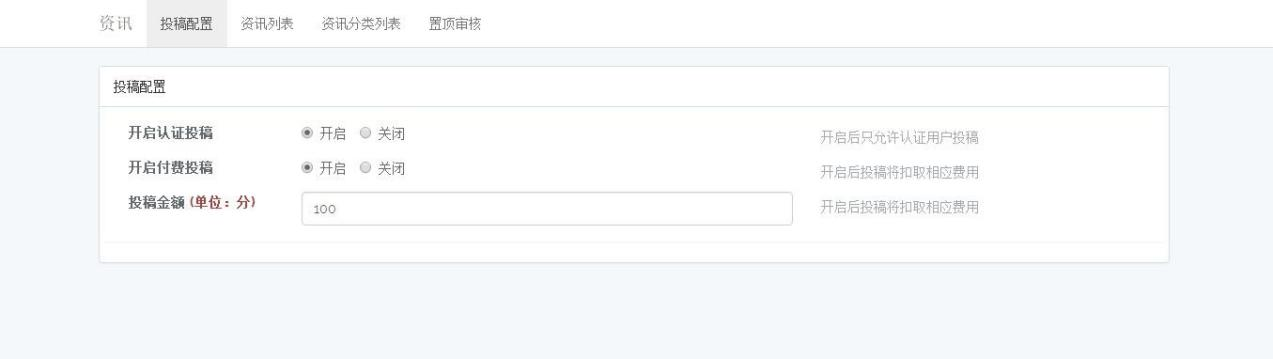 资讯 投稿配置 资讯列表 资讯分类列表 置顶审核
投稿配置
开启认证投稿 开启 关闭 开启后只允许认证用户投稿
开启付费投稿 开启 关闭 开启后投稿将扣取相应费用
投稿金额 (单位：分) 100 开启后投稿将扣取相应费用